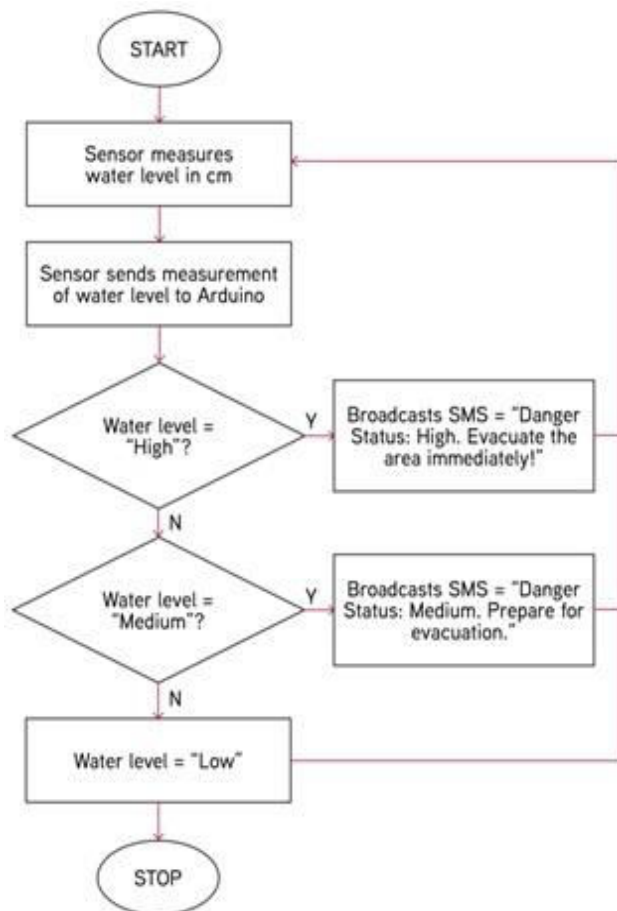 START
Sensor measures
water level in cm
Sensor sends measurement
of water level to Arduino
Water level =
"High"?
Y
Broadcasts SMS = "Danger
Status: High. Evacuate the
area immediately!"
N
Water level =
"Medium"?
Y
Broadcasts SMS = "Danger
Status: Medium. Prepare for
evacuation."
N
Water level = "Low"
STOP